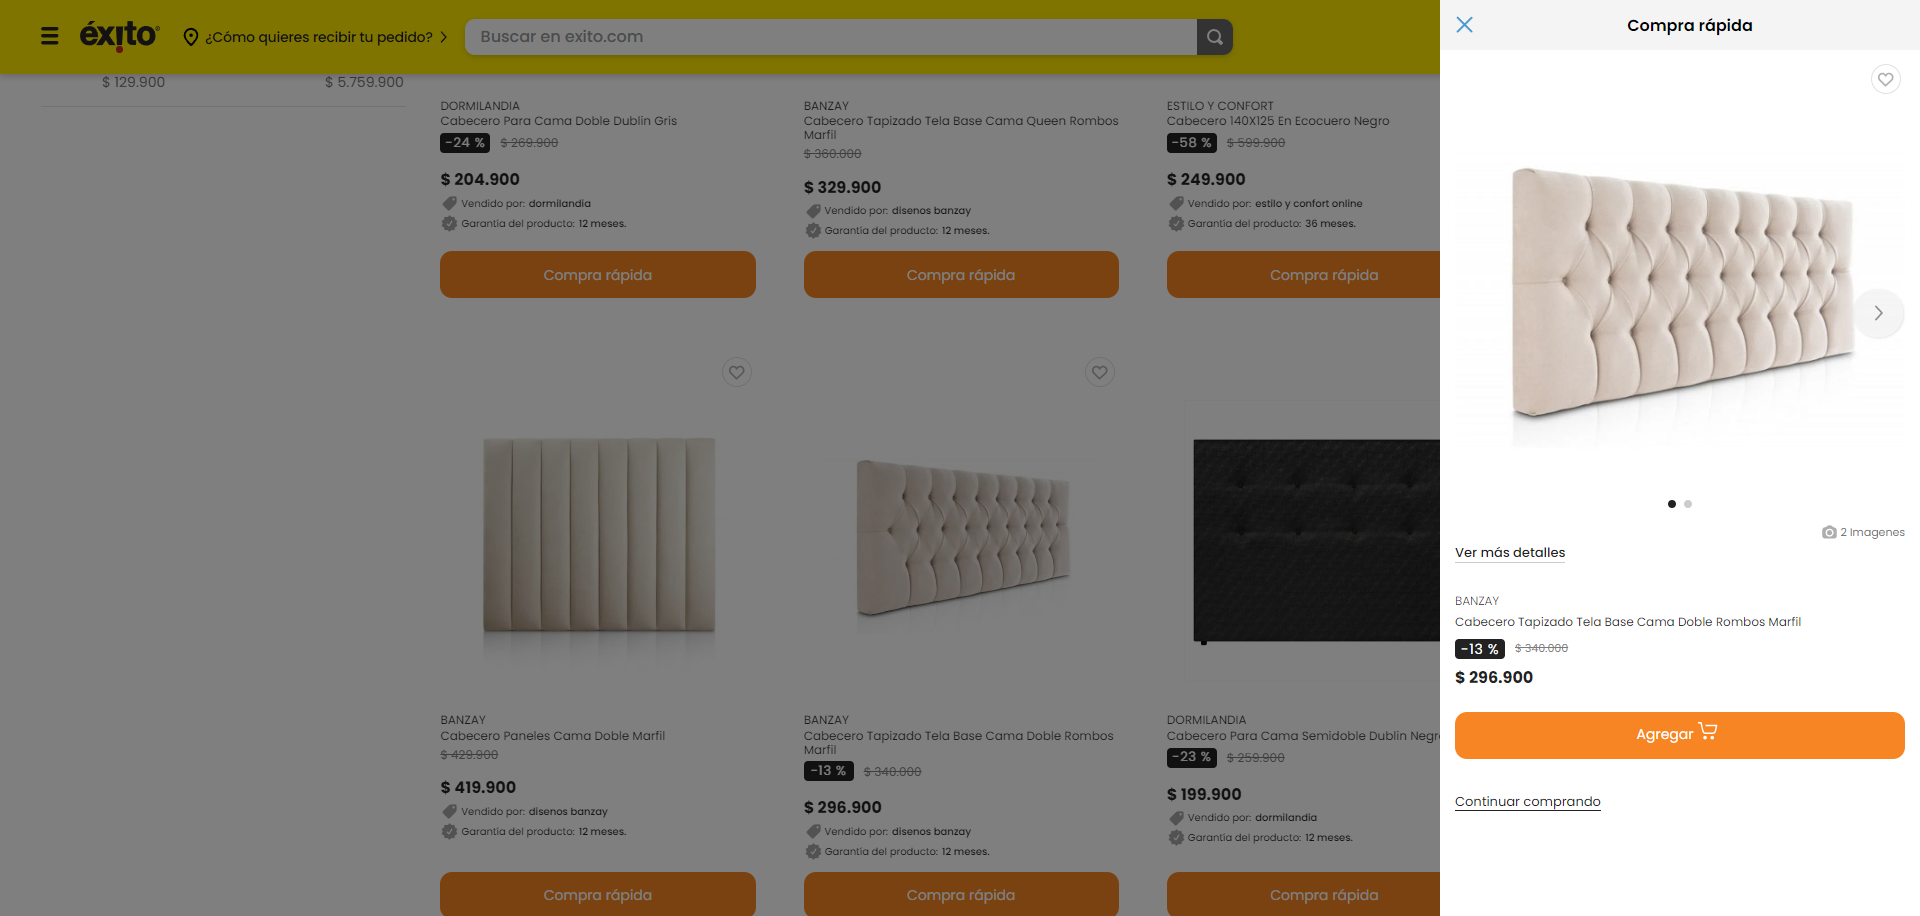 éxito
¿Cómo quieres recibir tu pedido?
Buscar en exito.com
$ 129.900
$ 5.759.900
DORMILANDIA
Cabecero Para Cama Doble Dublin Gris
-24 %
$ 269.900
$ 204.900
Vendido por: dormilandia
Garantía del producto: 12 meses.
Compra rápida
BANZAY
Cabecero Tapizado Tela Base Cama Queen Rombos
Marfil
$ 360.000
$ 329.900
Vendido por: disenos banzay
Garantía del producto: 12 meses.
Compra rápida
ESTILO Y CONFORT
Cabecero 140X125 En Ecocuero Negro
-58 %
$ 599.900
$ 249.900
Vendido por: estilo y confort online
Garantía del producto: 36 meses.
Compra rápida
BANZAY
Cabecero Paneles Cama Doble Marfil
$ 429.900
$ 419.900
Vendido por: disenos banzay
Garantía del producto: 12 meses.
Compra rápida
BANZAY
Cabecero Tapizado Tela Base Cama Doble Rombos
Marfil
-13 %
$ 340.000
$ 296.900
Vendido por: disenos banzay
Garantía del producto: 12 meses.
Compra rápida
DORMILANDIA
Cabecero Para Cama Semidoble Dublin Negr
-23 %
$ 259.900
$ 199.900
Vendido por: dormilandia
Garantía del producto: 12 meses.
Compra rápida
Compra rápida
2 Imagenes
Ver más detalles
BANZAY
Cabecero Tapizado Tela Base Cama Doble Rombos Marfil
-13 %
$ 340.000
$ 296.900
Agregar
Continuar comprando